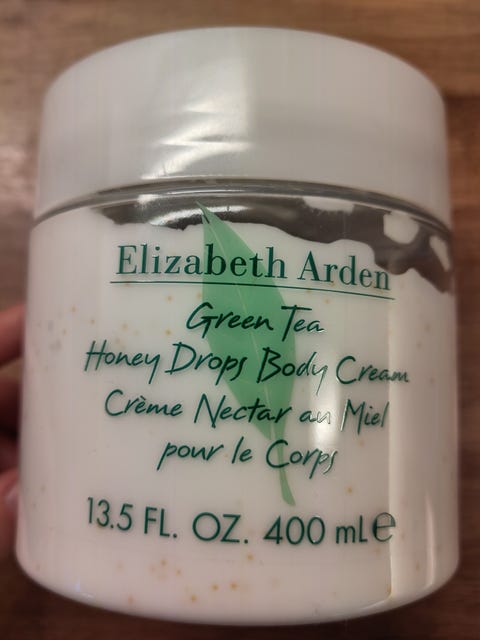 Elizabeth Arden
Green Tea
Honey Drops Body Cream
Crème Nectar au Miel
pour le Corps
13.5 FL. OZ. 400 mL℮